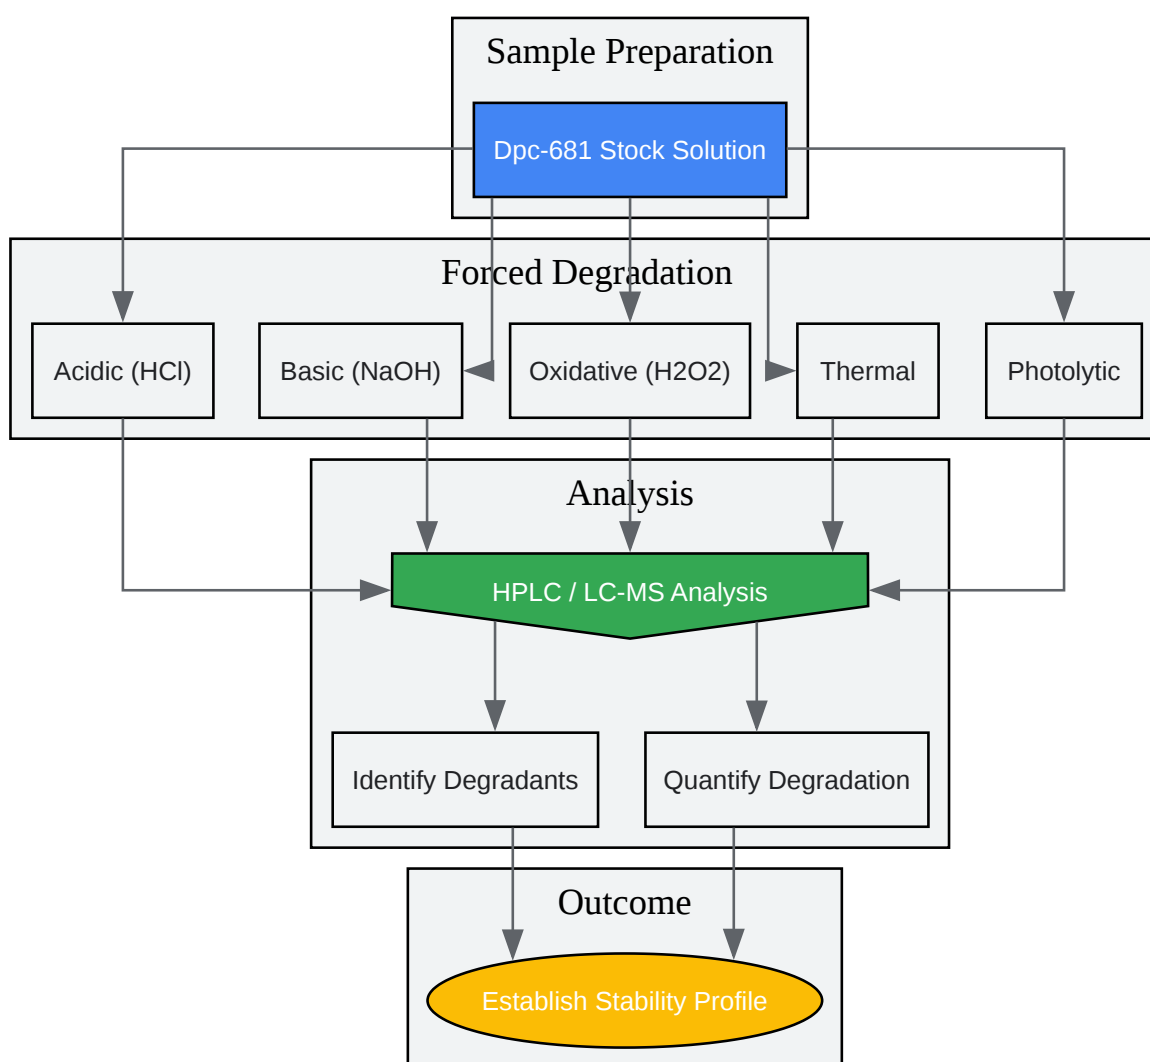 Sample Preparation
Dpc-681 Stock Solution
Forced Degradation
Acidic (HCl)
Basic (NaOH)
Oxidative (H2O2)
Thermal
Photolytic
Analysis
HPLC / LC-MS Analysis
Identify Degradants
Quantify Degradation
Outcome
Establish Stability Profile